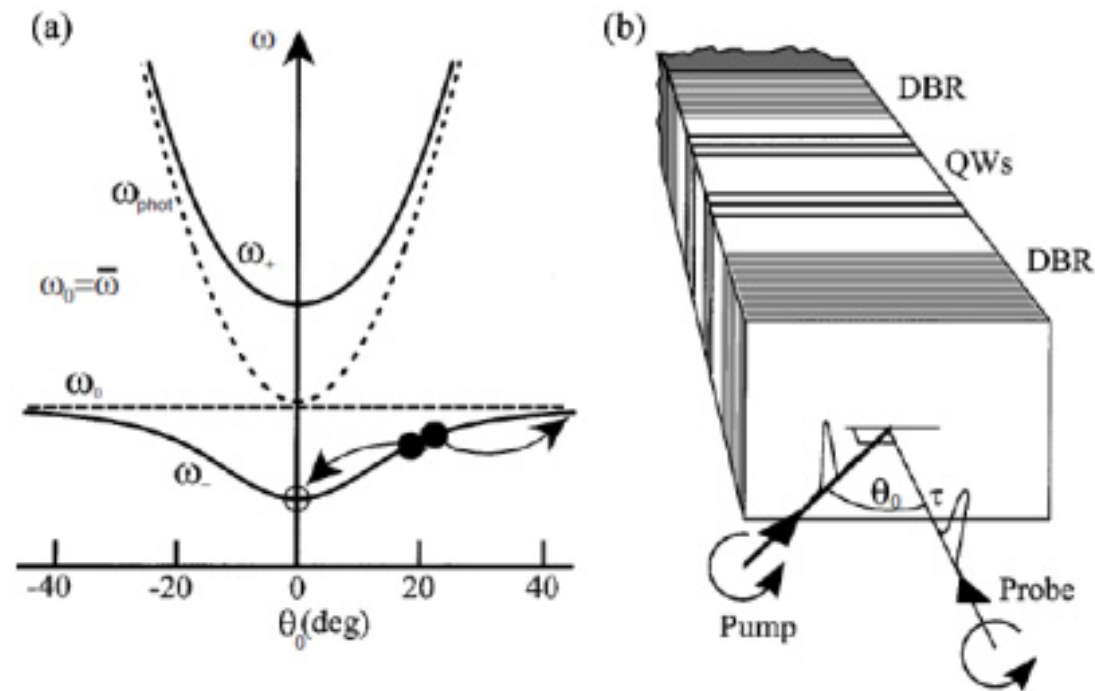 (a)
ω
ω_phot
ω_+
ω_0=ω̄
ω_0
ω_-
-40 -20 0 20 40
θ_0(deg)
(b)
DBR
QWs
DBR
θ_0 τ
Probe
Pump